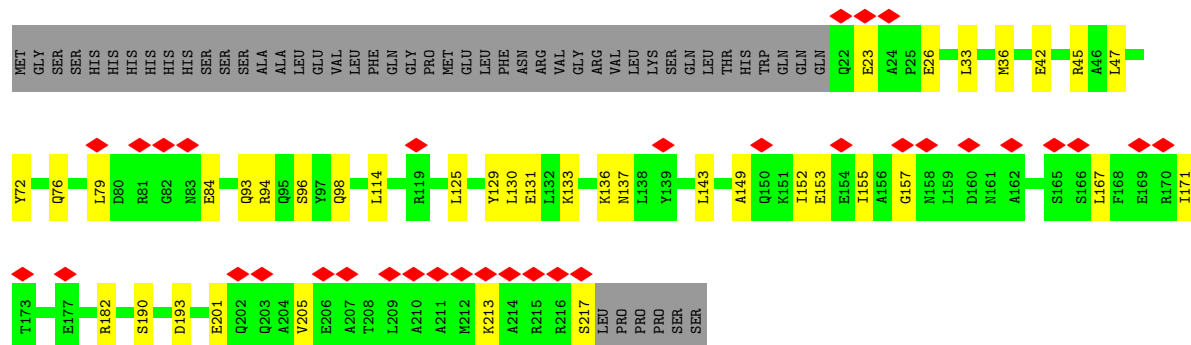 MET GLY SER SER HIS HIS HIS HIS HIS HIS SER SER SER ALA ALA LEU GLU VAL LEU PHE GLN GLY PRO MET GLU LEU PHE ASN ARG VAL GLY ARG VAL LEU LYS SER GLN LEU THR HIS TRP GLN GLN GLN Q22 E23 A24 P25 E26 L33 M36 E42 R45 A46 L47
Y72 Q76 L79 D80 R81 G82 N83 E84 Q93 R94 Q95 S96 Y97 Q98 L114 R119 L125 Y129 L130 E131 L132 K133 K136 N137 L138 Y139 L143 A149 Q150 K151 I152 E153 E154 I155 A156 G157 N158 L159 D160 N161 A162 S165 S166 L167 F168 E169 R170 I171
T173 E177 R182 S190 D193 E201 Q202 Q203 A204 V205 E206 A207 T208 L209 A210 A211 M212 K213 A214 R215 R216 S217 LEU PRO PRO PRO SER SER